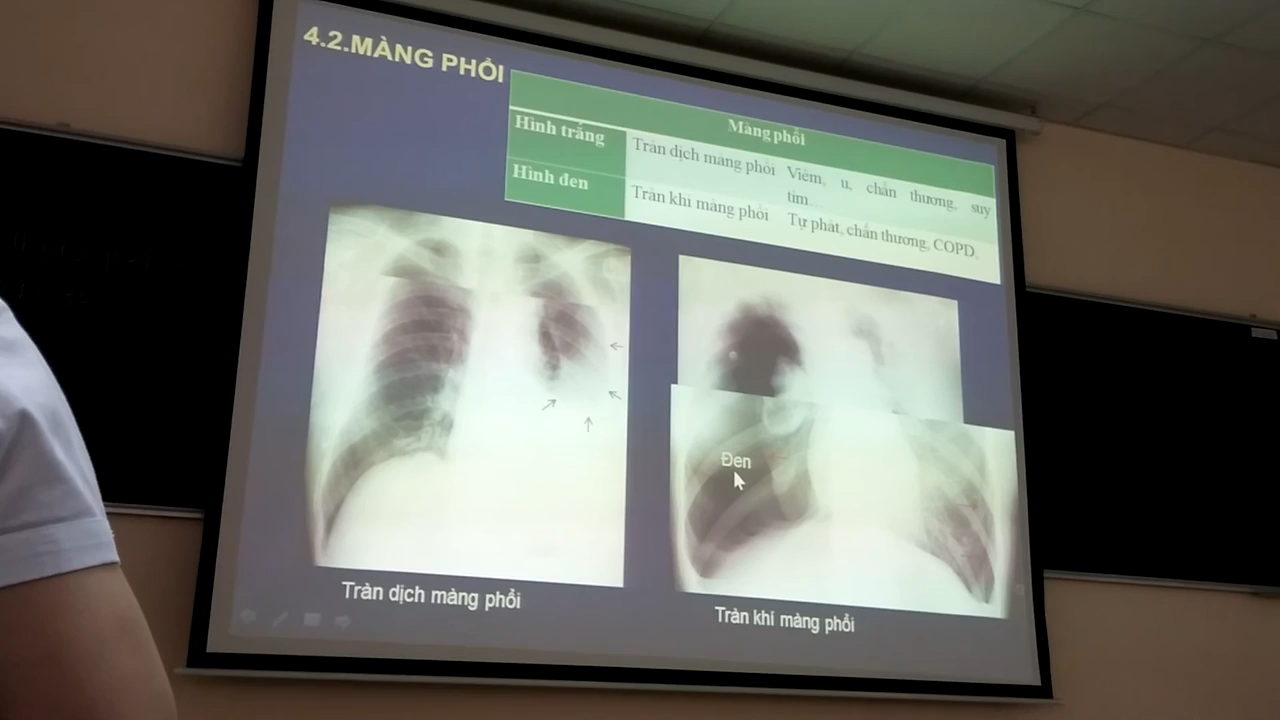 4.2.MÀNG PHỔI
Màng phổi
Hình trắng
Tràn dịch màng phổi
Viêm, u, chấn thương, suy
tim...
Hình đen
Tràn khí màng phổi
Tự phát, chấn thương, COPD.
Đen
Tràn dịch màng phổi
Tràn khí màng phổi